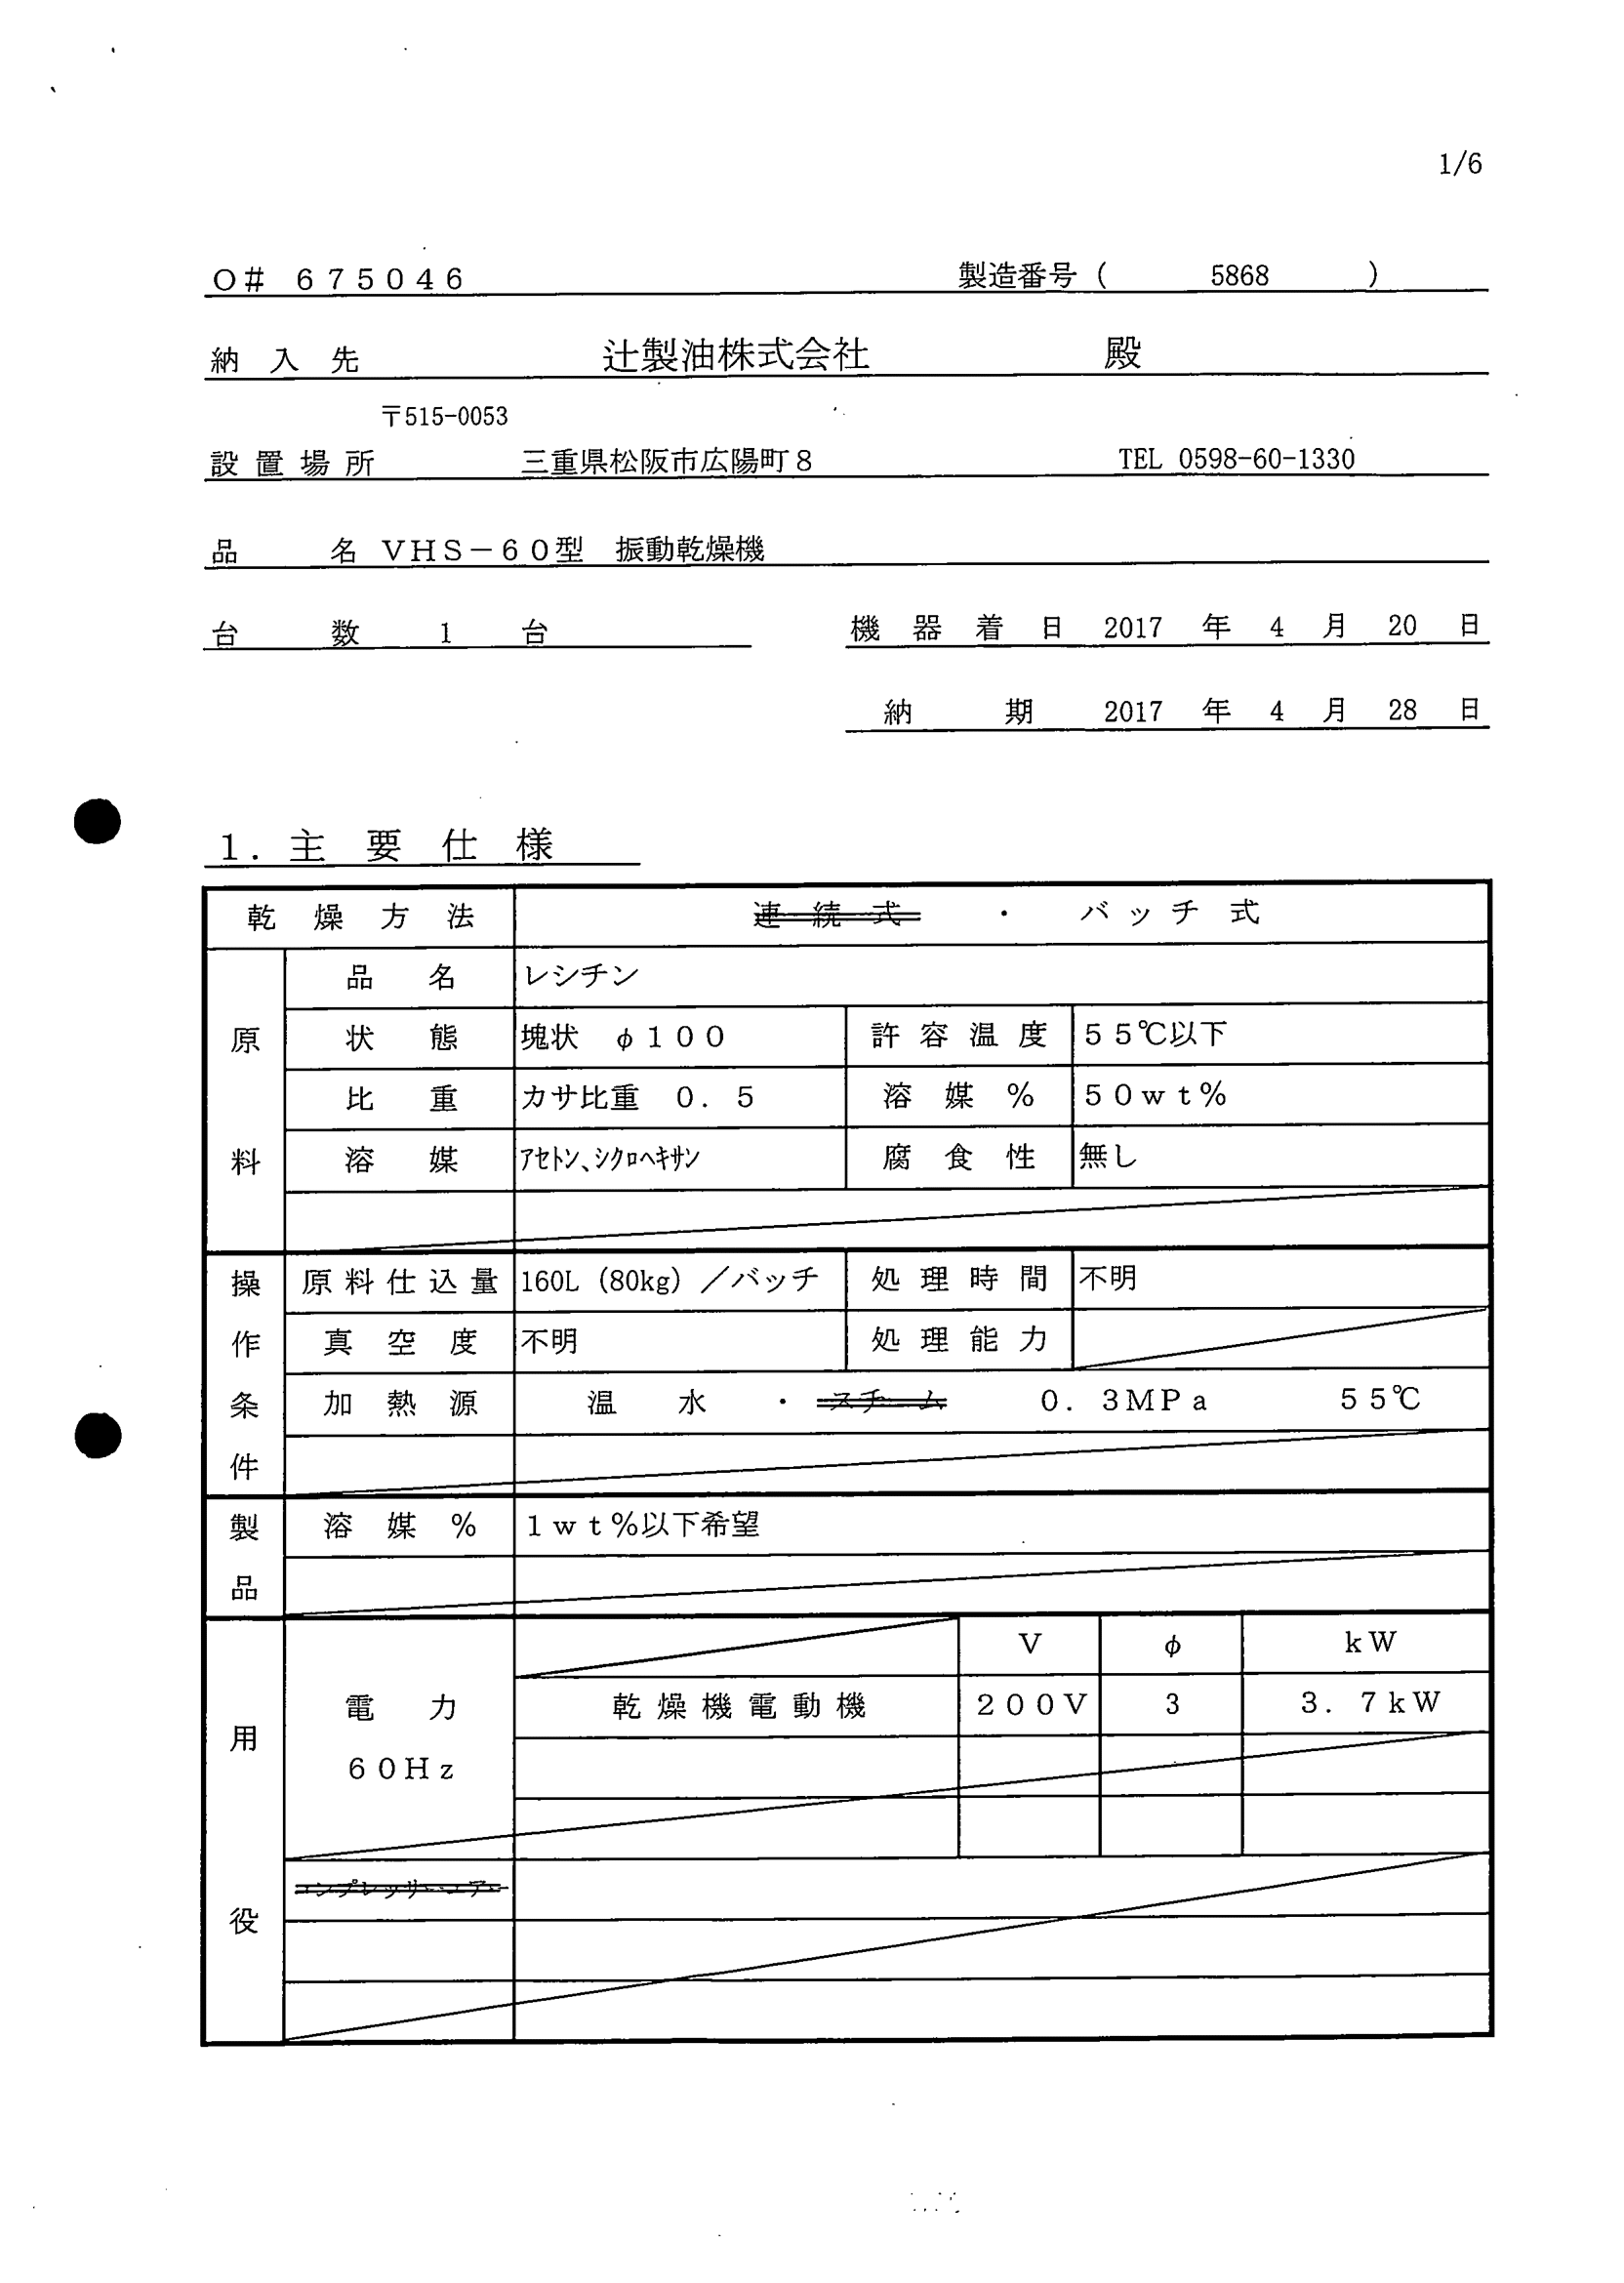 1/6
O# 675046 製造番号 ( 5868 )
納入先 辻製油株式会社 殿
〒515-0053
設置場所 三重県松阪市広陽町8 TEL 0598-60-1330
品名 VHS-60型 振動乾燥機
台数 1 台 機器着日 2017 年 4 月 20 日
納期 2017 年 4 月 28 日
1.主要仕様
乾燥方法 連続式 ・ バッチ式
原料
品名 レシチン
状態 塊状 φ100 許容温度 55℃以下
比重 カサ比重 0.5 溶媒% 50wt%
溶媒 アセトン、シクロヘキサン 腐食性 無し
操作条件
原料仕込量 160L (80kg) /バッチ 処理時間 不明
真空度 不明 処理能力
加熱源 温水 ・ スチーム 0.3MPa 55℃
製品
溶媒% 1wt%以下希望
用役
V φ kW
電力 乾燥機電動機 200V 3 3.7kW
60Hz
コンプレッサーエアー